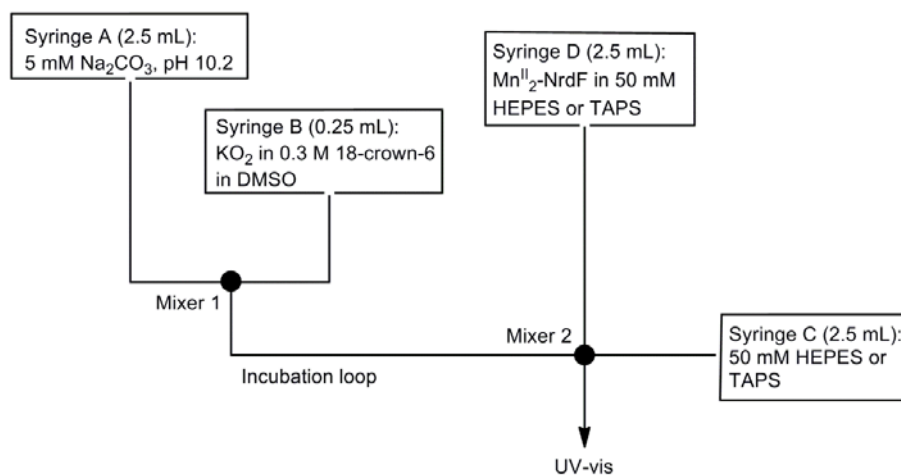 Syringe A (2.5 mL):
5 mM Na₂CO₃, pH 10.2
Syringe B (0.25 mL):
KO₂ in 0.3 M 18-crown-6
in DMSO
Syringe D (2.5 mL):
Mnᴵᴵ₂-NrdF in 50 mM
HEPES or TAPS
Mixer 1
Mixer 2
Syringe C (2.5 mL):
50 mM HEPES or
TAPS
Incubation loop
UV-vis